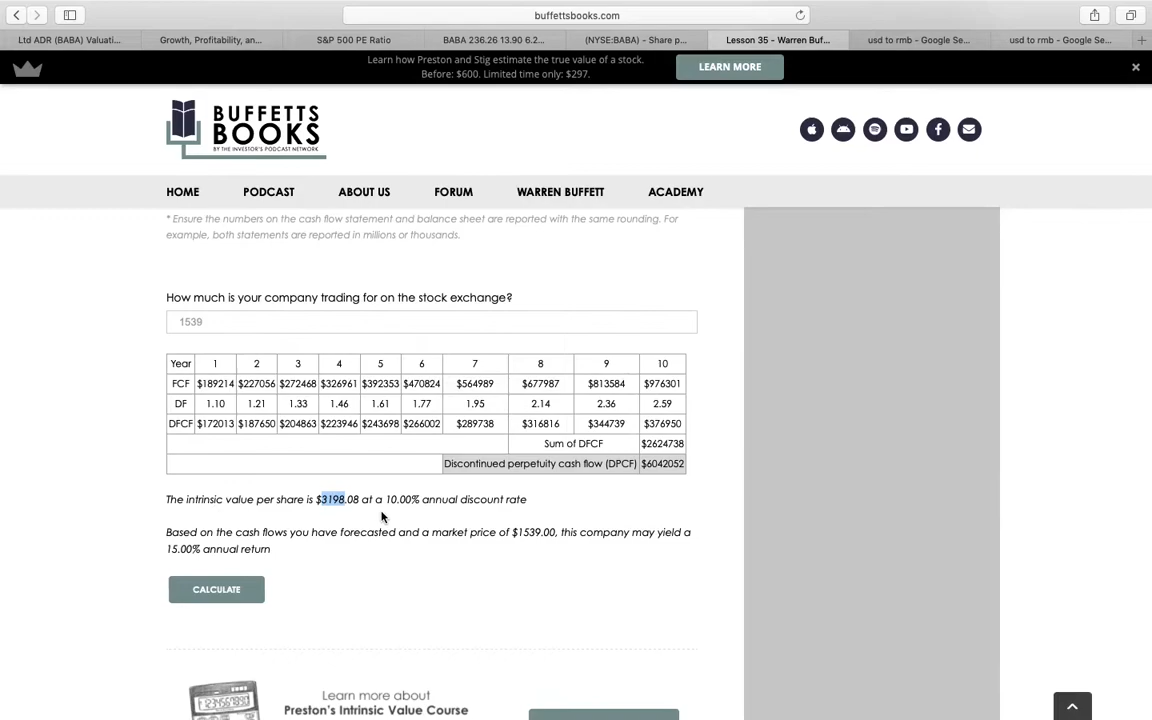 buffettsbooks.com
Ltd ADR (BABA) Valuati...
Growth, Profitability, an...
S&P 500 PE Ratio
BABA 236.26 13.90 6.2...
(NYSE:BABA) - Share p...
Lesson 35 - Warren Buf...
usd to rmb - Google Se...
usd to rmb - Google Se...
Learn how Preston and Stig estimate the true value of a stock.
Before: $600. Limited time only: $297.
LEARN MORE
BUFFETTS
BOOKS
BY THE INVESTOR'S PODCAST NETWORK
HOME PODCAST ABOUT US FORUM WARREN BUFFETT ACADEMY
* Ensure the numbers on the cash flow statement and balance sheet are reported with the same rounding. For
example, both statements are reported in millions or thousands.
How much is your company trading for on the stock exchange?
1539
Year 1 2 3 4 5 6 7 8 9 10
FCF $189214 $227056 $272468 $326961 $392353 $470824 $564989 $677987 $813584 $976301
DF 1.10 1.21 1.33 1.46 1.61 1.77 1.95 2.14 2.36 2.59
DFCF $172013 $187650 $204863 $223946 $243698 $266002 $289738 $316816 $344739 $376950
Sum of DFCF $2624738
Discontinued perpetuity cash flow (DPCF) $6042052
The intrinsic value per share is $3198.08 at a 10.00% annual discount rate
Based on the cash flows you have forecasted and a market price of $1539.00, this company may yield a
15.00% annual return
CALCULATE
Learn more about
Preston's Intrinsic Value Course